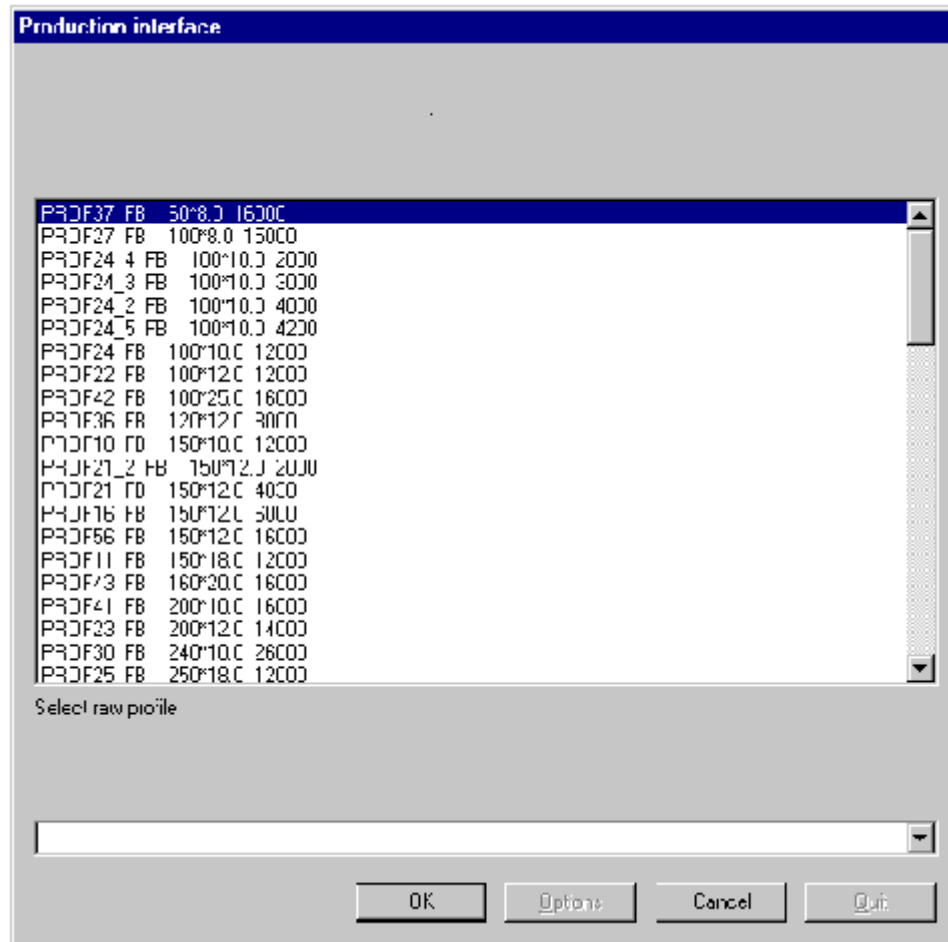 Production interface
PROF37 FB 50*8.0 16000
PROF27 FB 100*8.0 15000
PROF24_4 FB 100*10.0 2000
PROF24_3 FB 100*10.0 3000
PROF24_2 FB 100*10.0 4000
PROF24_5 FB 100*10.0 4200
PROF24 FB 100*10.0 12000
PROF22 FB 100*12.0 12000
PROF42 FB 100*25.0 16000
PROF36 FB 120*12.0
PROF10 FB 150*10.0 12000
PROF21_2 FB 150*12.0 2000
PROF21 FB 150*12.0 4000
PROF16 FB 150*12.0
PROF56 FB 150*12.0 16000
PROF11 FB 150*18.0 12000
PROF43 FB 160*20.0 16000
PROF41 FB 200*10.0 16000
PROF23 FB 200*12.0 14000
PROF30 FB 240*10.0 26000
PROF25 FB 250*18.0 12000
Select raw profile
OK Options Cancel Quit